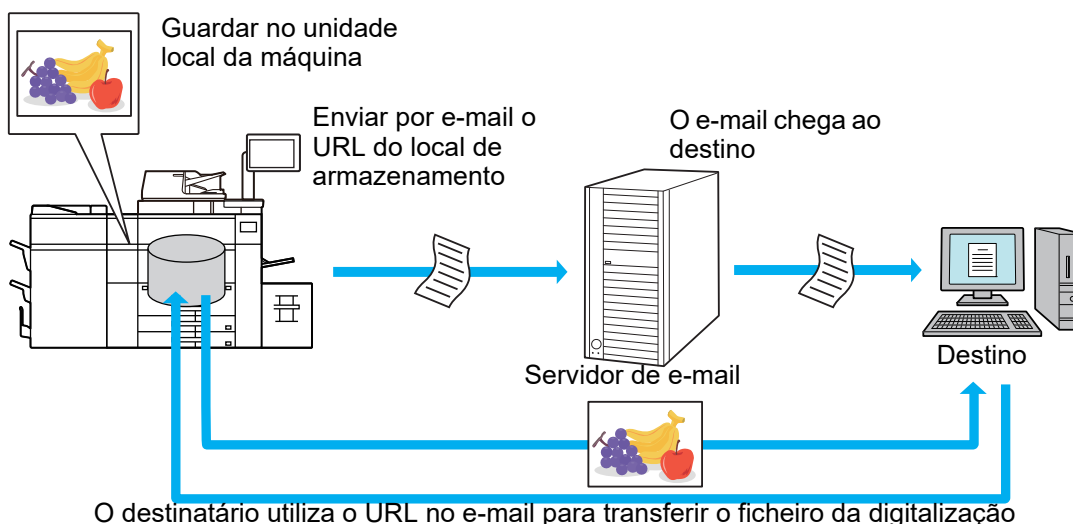 Guardar no unidade
local da máquina
Enviar por e-mail o
URL do local de
armazenamento
O e-mail chega ao
destino
Servidor de e-mail
Destino
O destinatário utiliza o URL no e-mail para transferir o ficheiro da digitalização